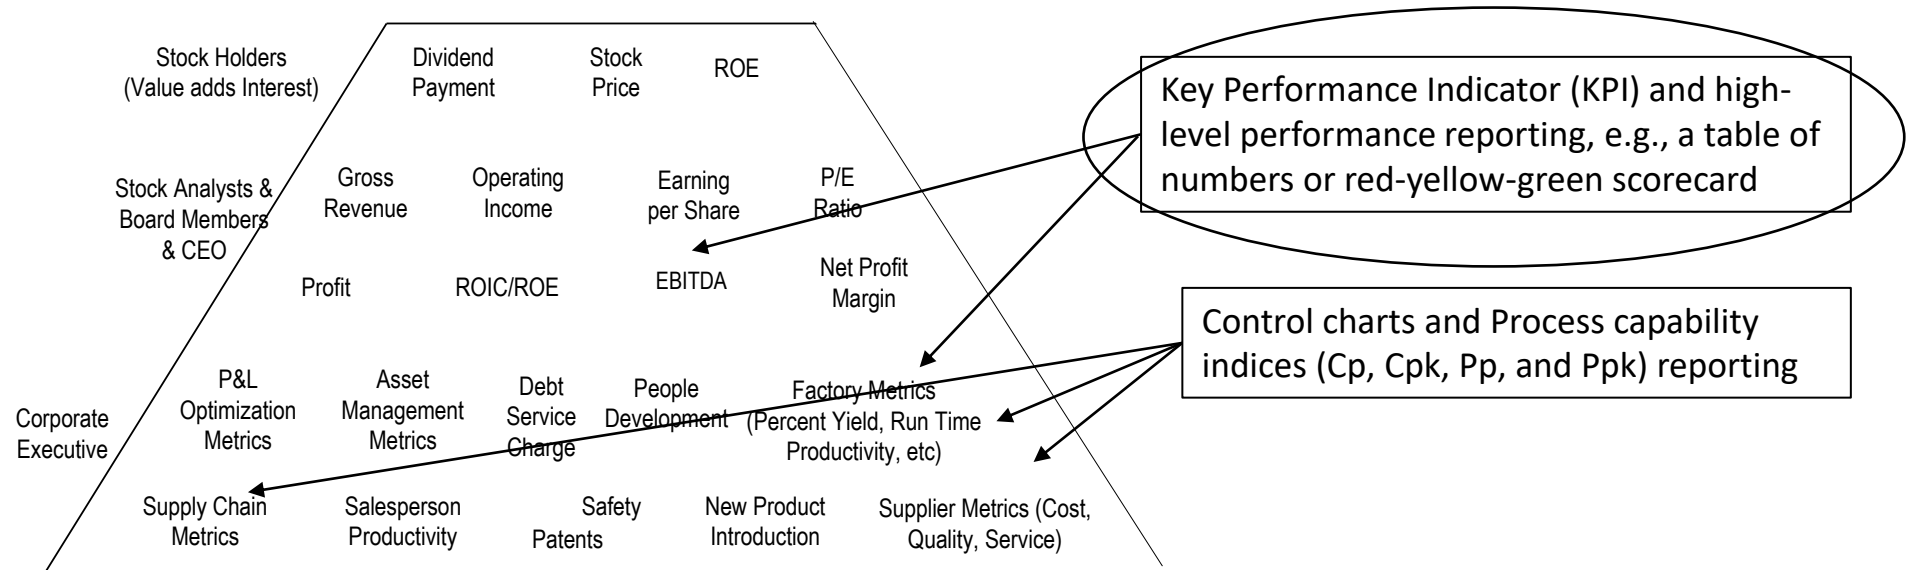 Stock Holders
(Value adds Interest)
Dividend
Payment
Stock
Price
ROE
Key Performance Indicator (KPI) and high-
level performance reporting, e.g., a table of
numbers or red-yellow-green scorecard
Stock Analysts &
Board Members
& CEO
Gross
Revenue
Operating
Income
Earning
per Share
P/E
Ratio
Profit
ROIC/ROE
EBITDA
Net Profit
Margin
Control charts and Process capability
indices (Cp, Cpk, Pp, and Ppk) reporting
Corporate
Executive
P&L
Optimization
Metrics
Asset
Management
Metrics
Debt
Service
Charge
People
Development
Factory Metrics
(Percent Yield, Run Time
Productivity, etc)
Supply Chain
Metrics
Salesperson
Productivity
Safety
Patents
New Product
Introduction
Supplier Metrics (Cost,
Quality, Service)